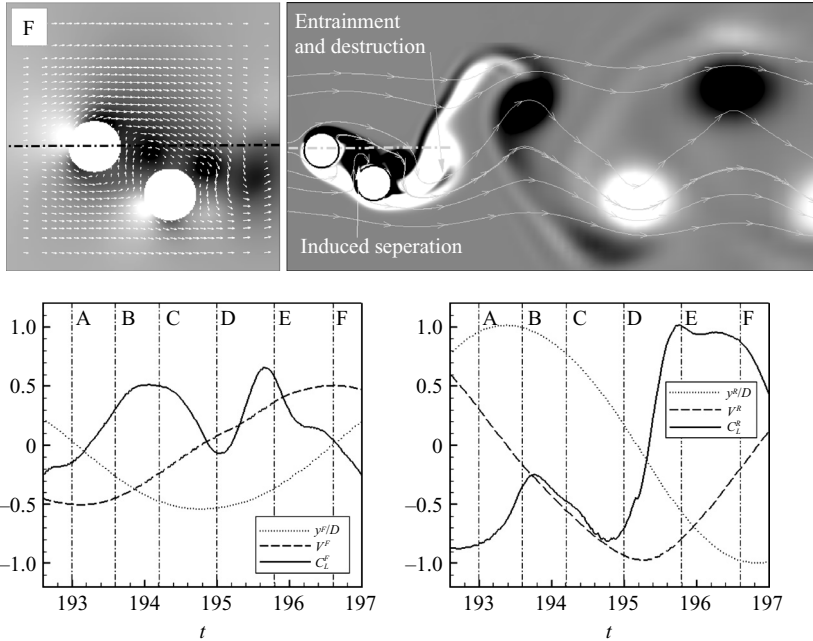 F
Entrainment
and destruction
Induced seperation
1.0
0.5
0
−0.5
−1.0
A B C D E F
y^F/D
V^F
C_L^F
193 194 195 196 197
t
1.0
0.5
0
−0.5
−1.0
A B C D E F
y^R/D
V^R
C_L^R
193 194 195 196 197
t